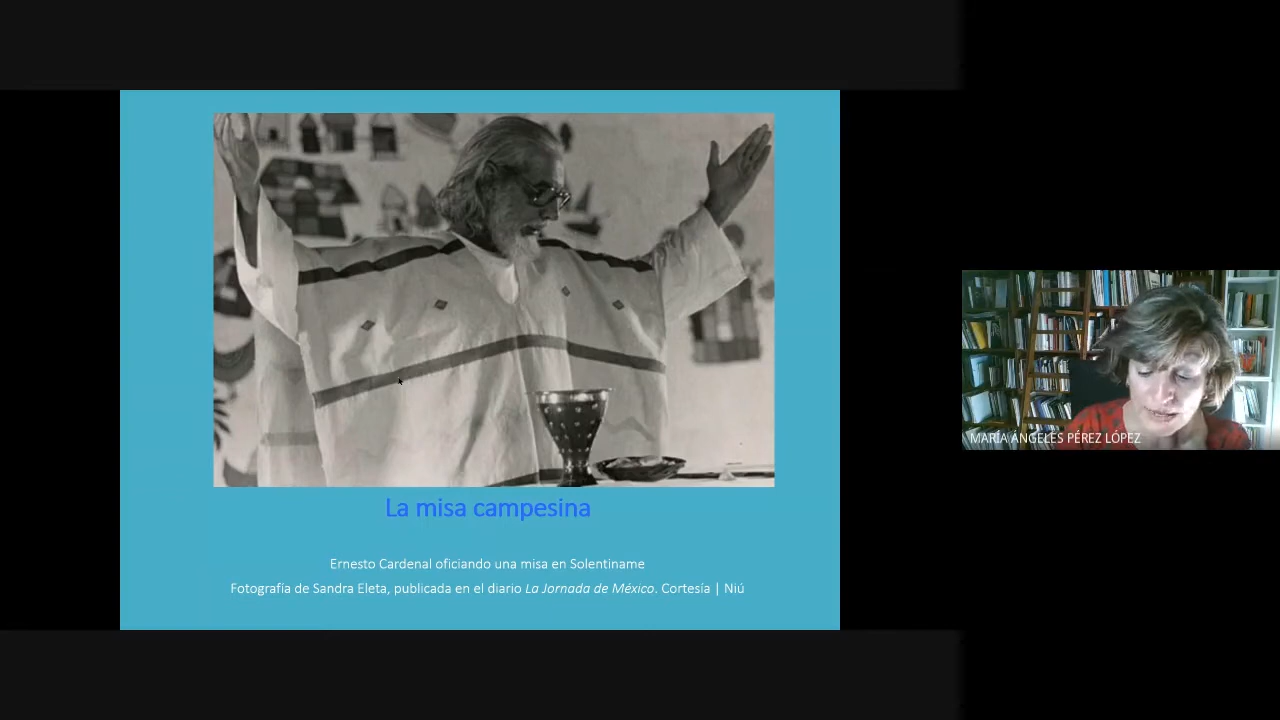 La misa campesina
Ernesto Cardenal oficiando una misa en Solentiname
Fotografía de Sandra Eleta, publicada en el diario La Jornada de México. Cortesía | Niú
MARÍA ÁNGELES PÉREZ LÓPEZ